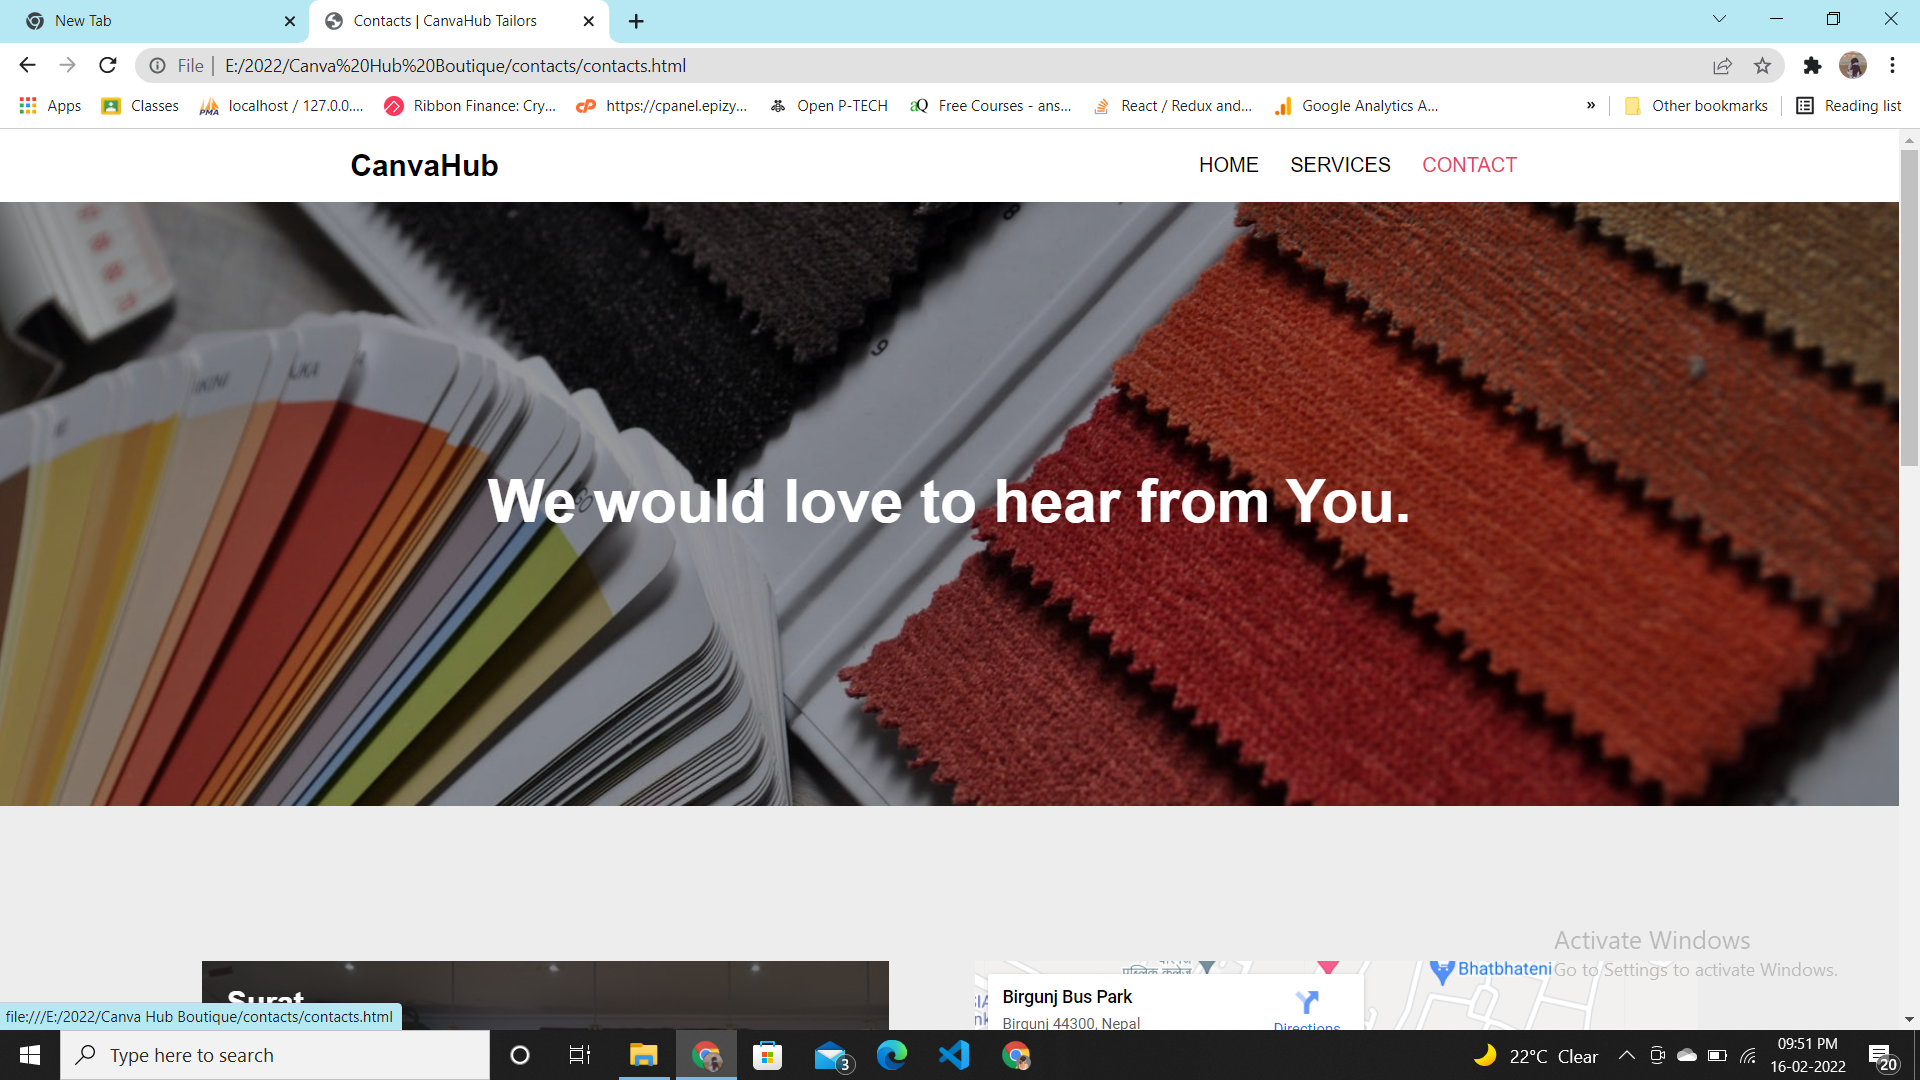 New Tab
Contacts | CanvaHub Tailors
File | E:/2022/Canva%20Hub%20Boutique/contacts/contacts.html
Apps
Classes
localhost / 127.0.0....
Ribbon Finance: Cry...
https://cpanel.epizy...
Open P-TECH
Free Courses - ans...
React / Redux and...
Google Analytics A...
»
Other bookmarks
Reading list
CanvaHub
HOME
SERVICES
CONTACT
9
We would love to hear from You.
Activate Windows
Go to Settings to activate Windows.
Surat
Birgunj Bus Park
Birgunj 44300, Nepal
Directions
Bhatbhateni
file:///E:/2022/Canva Hub Boutique/contacts/contacts.html
Type here to search
3
22°C Clear
09:51 PM
16-02-2022
20